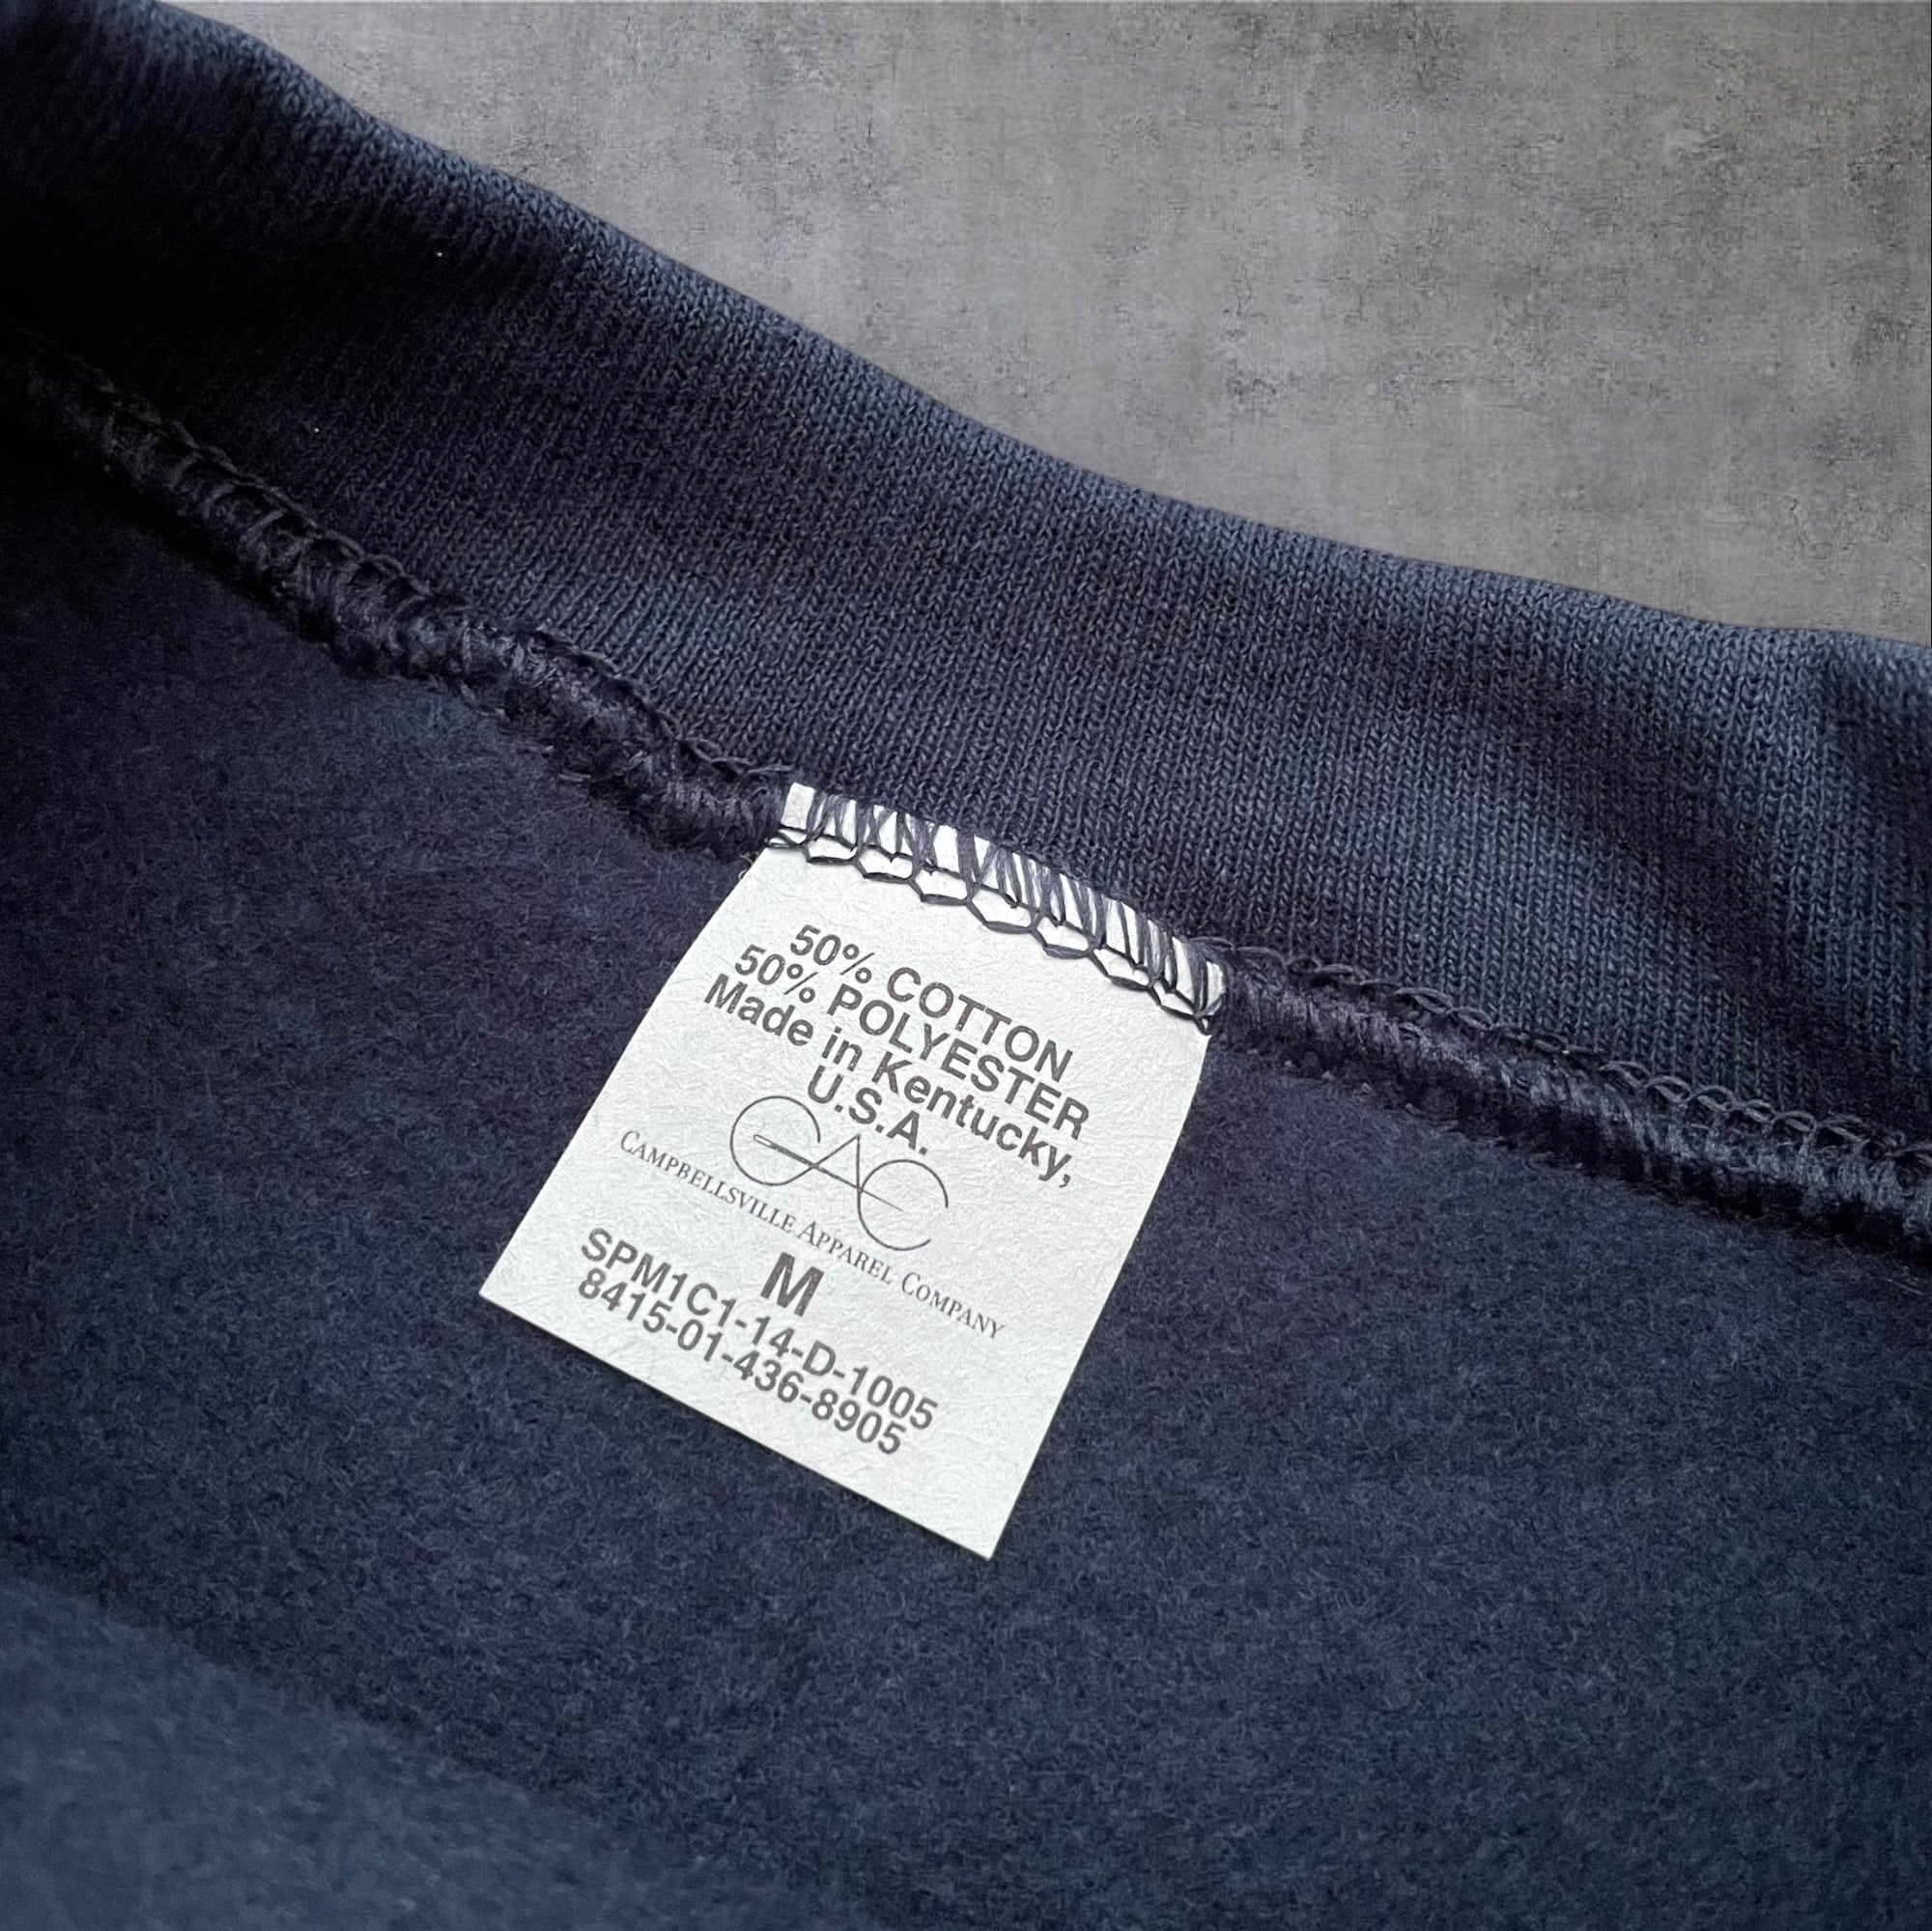 50% COTTON
50% POLYESTER
Made in Kentucky,
U.S.A.
CAC
CAMPBELLSVILLE APPAREL COMPANY
M
SPM1C1-14-D-1005
8415-01-436-8905